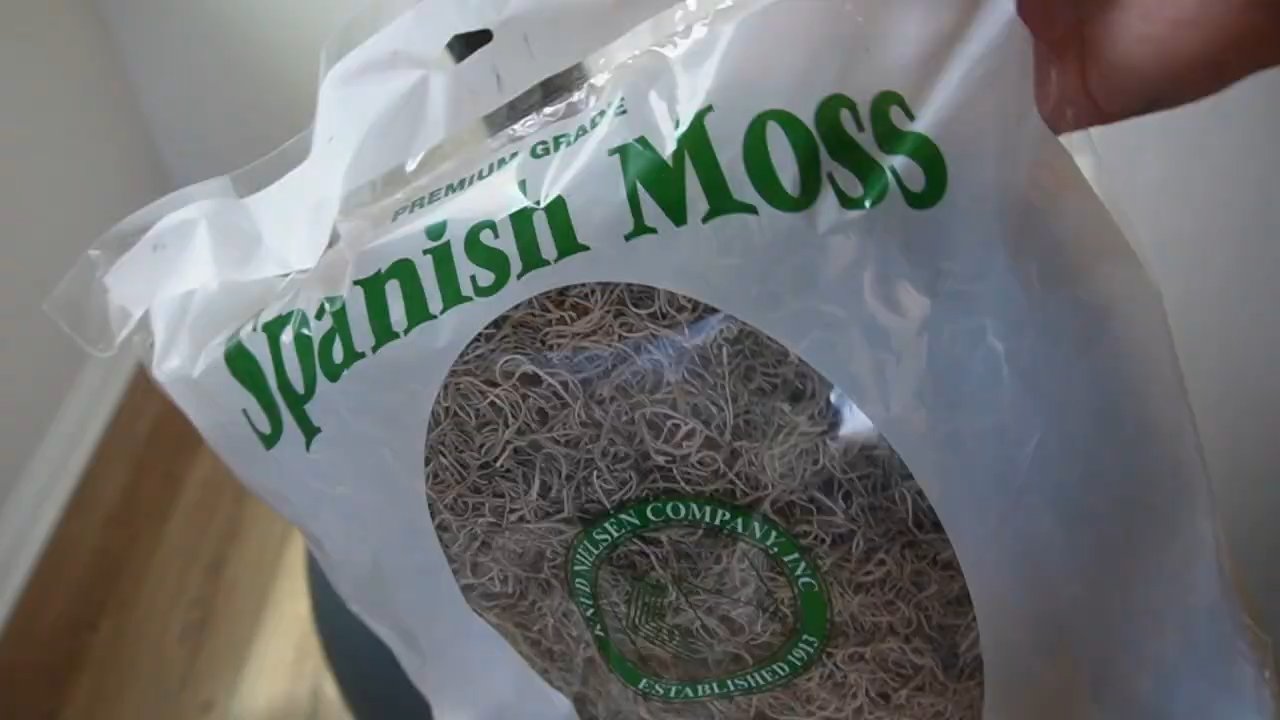 PREMIUM GRADE
Spanish Moss
KNUD NIELSEN COMPANY, INC
ESTABLISHED 1913